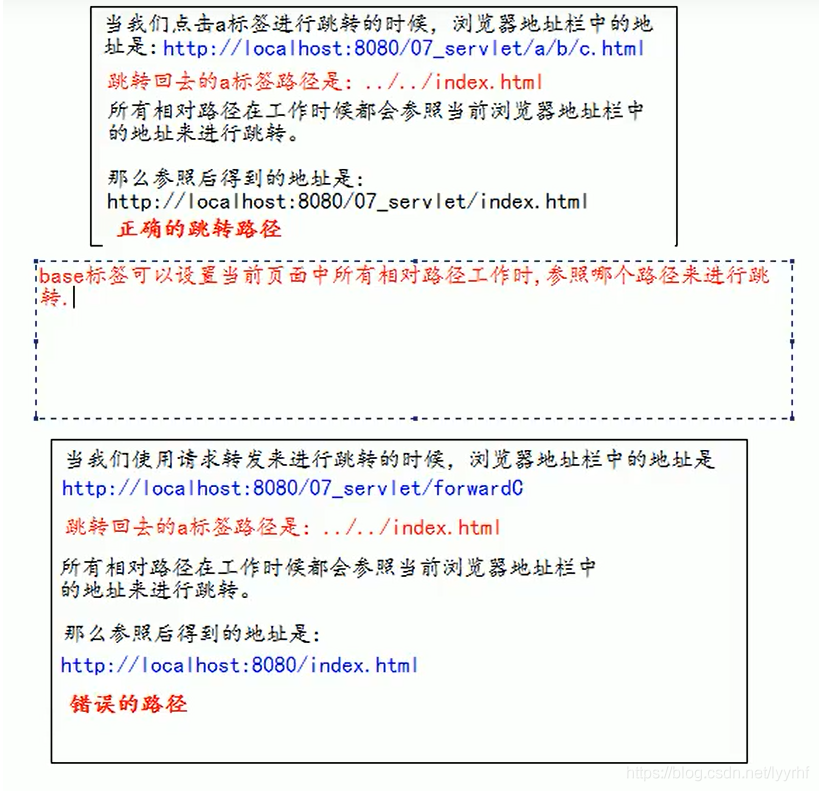 当我们点击a标签进行跳转的时候，浏览器地址栏中的地
址是：http://localhost:8080/07_servlet/a/b/c.html
跳转回去的a标签路径是：../../index.html
所有相对路径在工作时候都会参照当前浏览器地址栏中
的地址来进行跳转。
那么参照后得到的地址是：
http://localhost:8080/07_servlet/index.html
正确的跳转路径
base标签可以设置当前页面中所有相对路径工作时,参照哪个路径来进行跳
转.
当我们使用请求转发来进行跳转的时候，浏览器地址栏中的地址是
http://localhost:8080/07_servlet/forwardC
跳转回去的a标签路径是：../../index.html
所有相对路径在工作时候都会参照当前浏览器地址栏中
的地址来进行跳转。
那么参照后得到的地址是：
http://localhost:8080/index.html
错误的路径
https://blog.csdn.net/lyyrhf